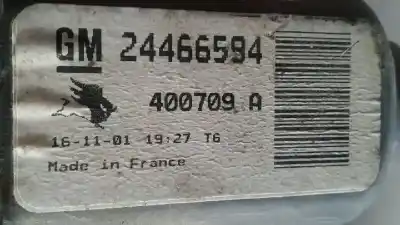 GM 24466594
400709 A
16-11-01 19:27 T6
Made in France